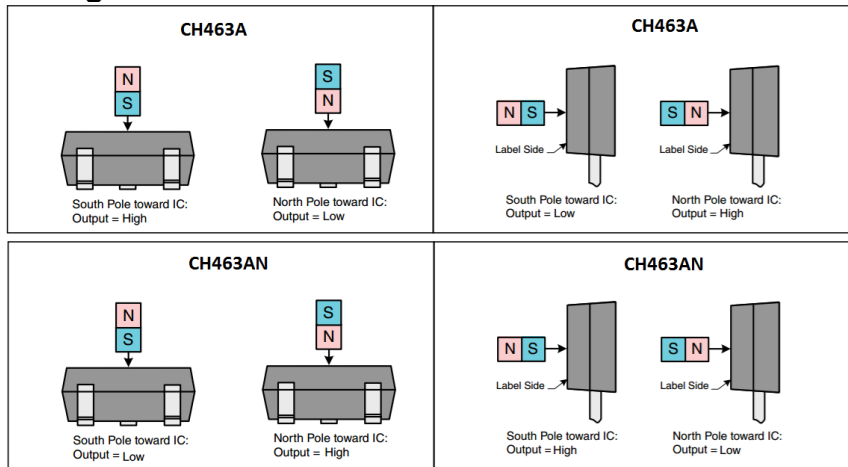 CH463A
N
S
S
N
South Pole toward IC:
Output = High
North Pole toward IC:
Output = Low
CH463A
N S
S N
Label Side
Label Side
South Pole toward IC:
Output = Low
North Pole toward IC:
Output = High
CH463AN
N
S
S
N
South Pole toward IC:
Output = Low
North Pole toward IC:
Output = High
CH463AN
N S
S N
Label Side
Label Side
South Pole toward IC:
Output =High
North Pole toward IC:
Output = Low